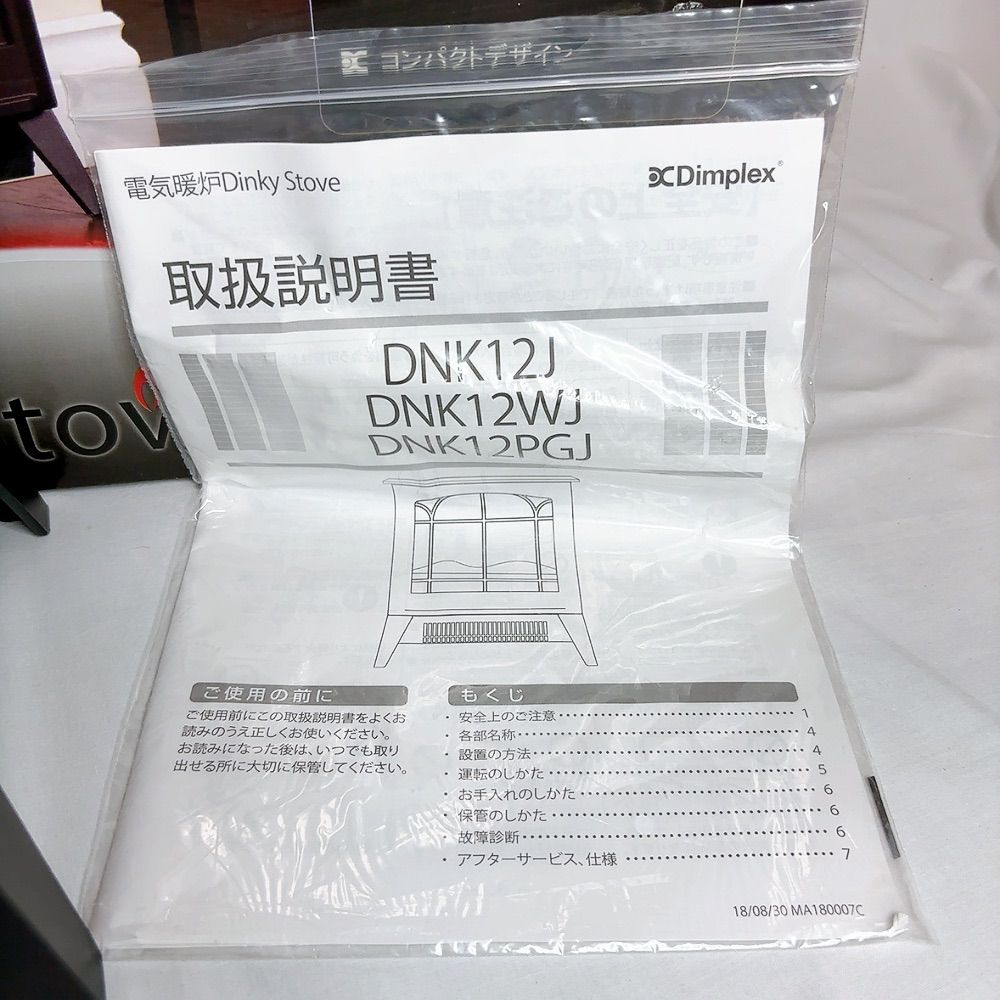 コンパクトデザイン
電気暖炉Dinky Stove
Dimplex®
取扱説明書
DNK12J
DNK12WJ
DNK12PGJ
tov
ご使用の前に
ご使用前にこの取扱説明書をよくお
読みのうえ正しくお使いください。
お読みになった後は、いつでも取り
出せる所に大切に保管してください。
もくじ
・安全上のご注意 1
・各部名称 4
・設置の方法 4
・運転のしかた 5
・お手入れのしかた 6
・保管のしかた 6
故障診断 6
・アフターサービス、仕様 7
18/08/30 MA180007C